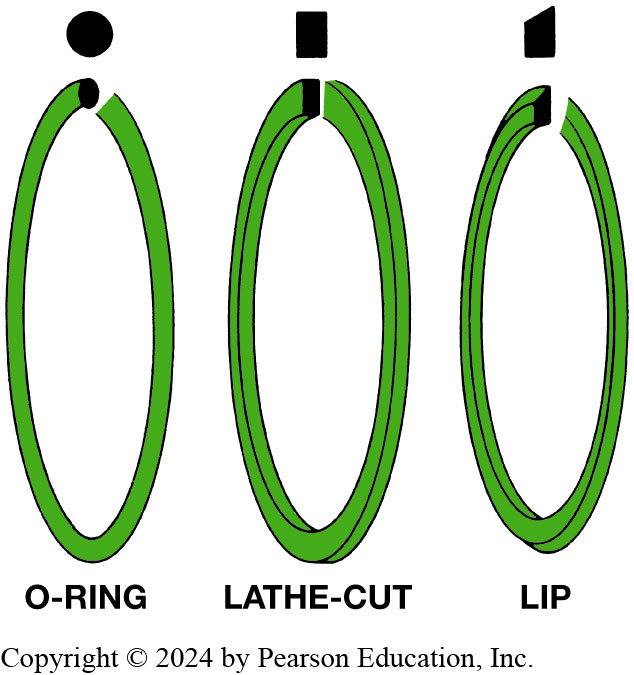 O-RING LATHE-CUT LIP
Copyright © 2024 by Pearson Education, Inc.